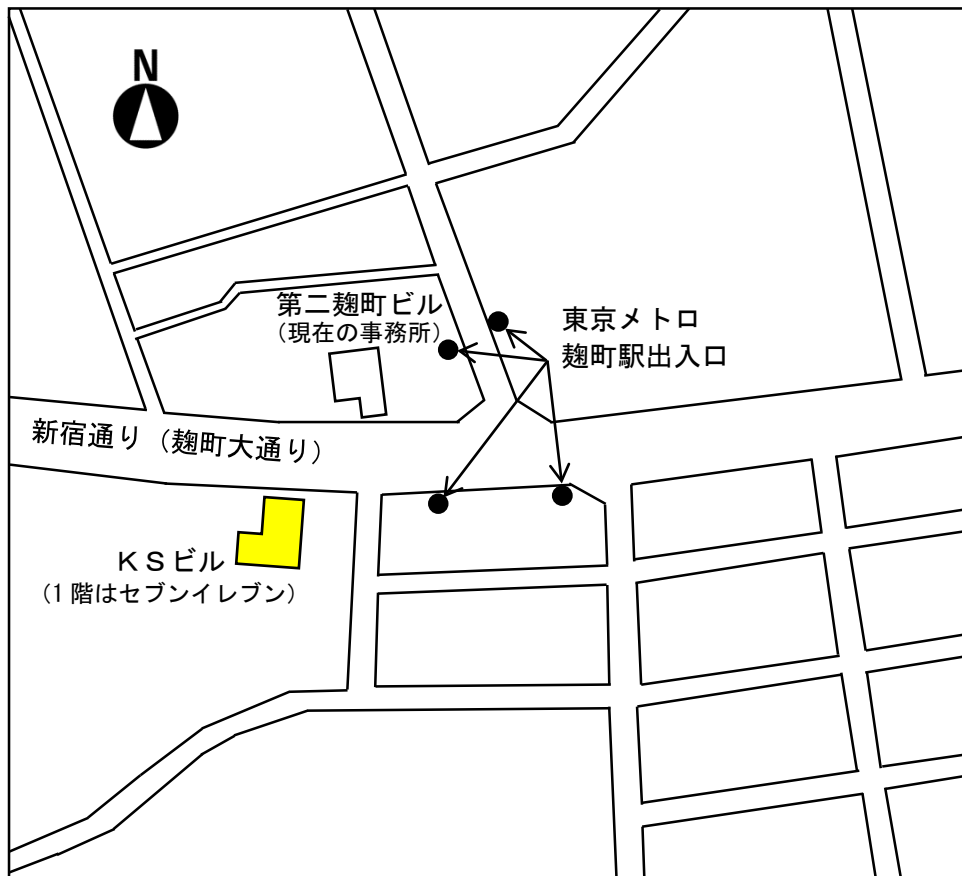 N
第二麹町ビル
（現在の事務所）
東京メトロ
麹町駅出入口
新宿通り（麹町大通り）
ＫＳビル
（1 階はセブンイレブン）